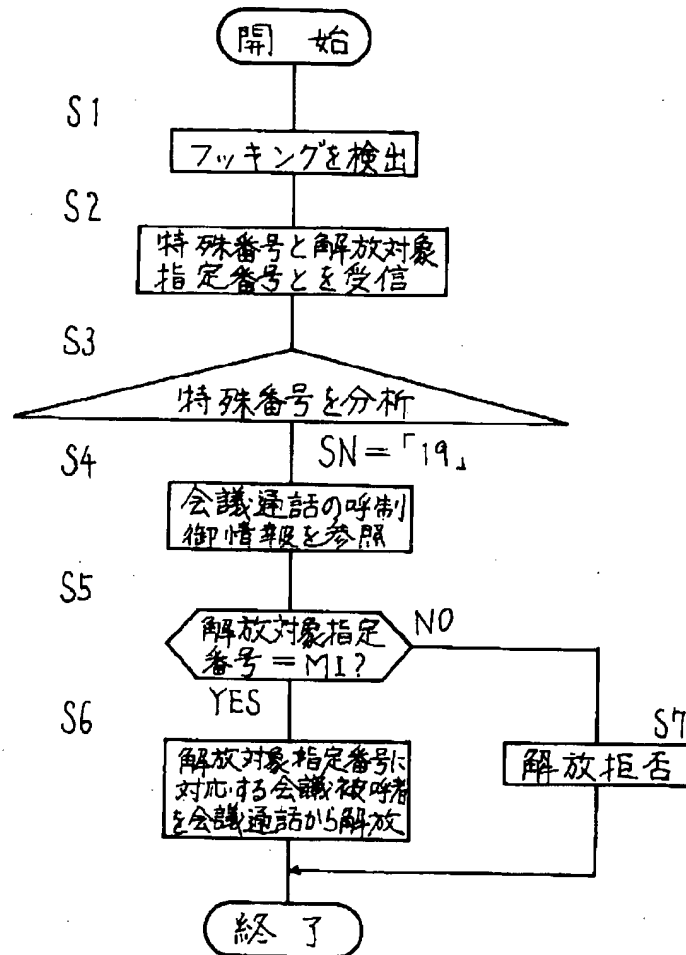 開 始
S1
フッキングを検出
S2
特殊番号と解放対象
指定番号とを受信
S3
特殊番号を分析
SN=「19」
S4
会議通話の呼制
御情報を参照
S5
解放対象指定
番号=MI?
NO
YES
S6
解放対象指定番号に
対応する会議被呼者
を会議通話から解放
S7
解放拒否
終 了